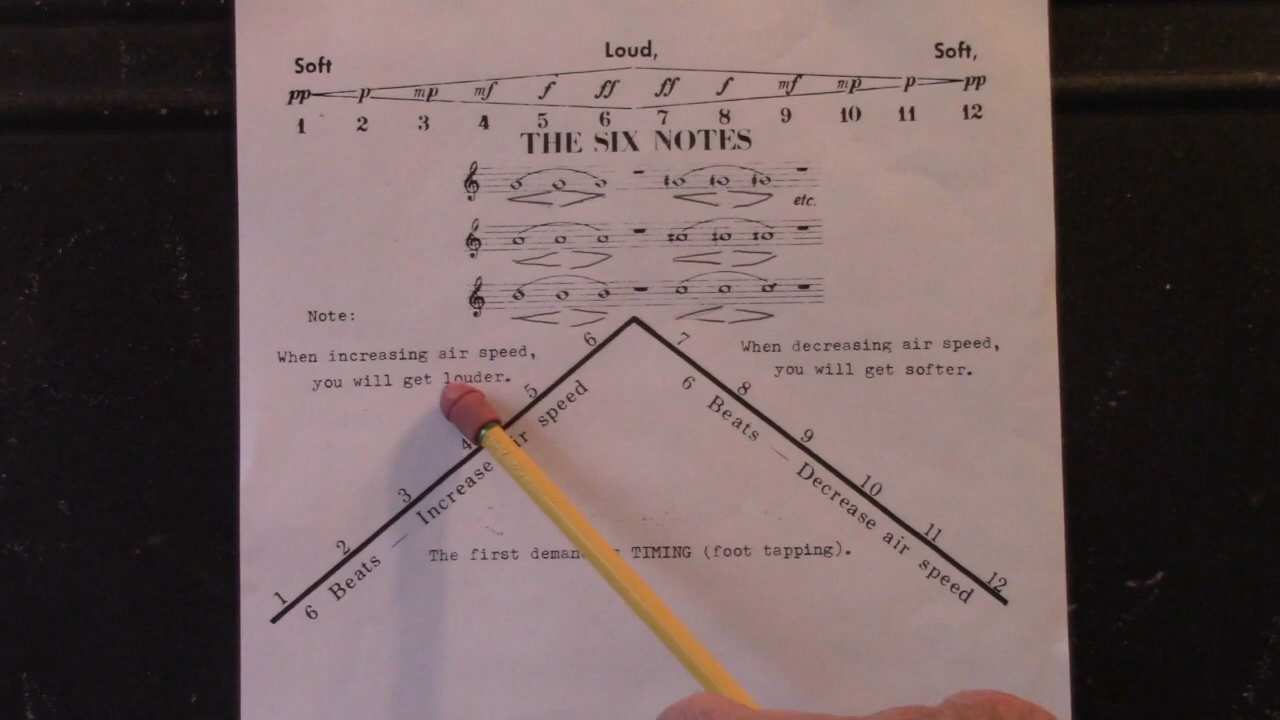 Soft Loud, Soft,
pp p mp mf f ff ff f mf mp p pp
1 2 3 4 5 6 7 8 9 10 11 12
THE SIX NOTES
etc.
Note:
When increasing air speed,
you will get louder.
When decreasing air speed,
you will get softer.
1 2 3 4 5 6
6 Beats — Increase air speed
7 8 9 10 11 12
6 Beats — Decrease air speed
The first TIMING (foot tapping).